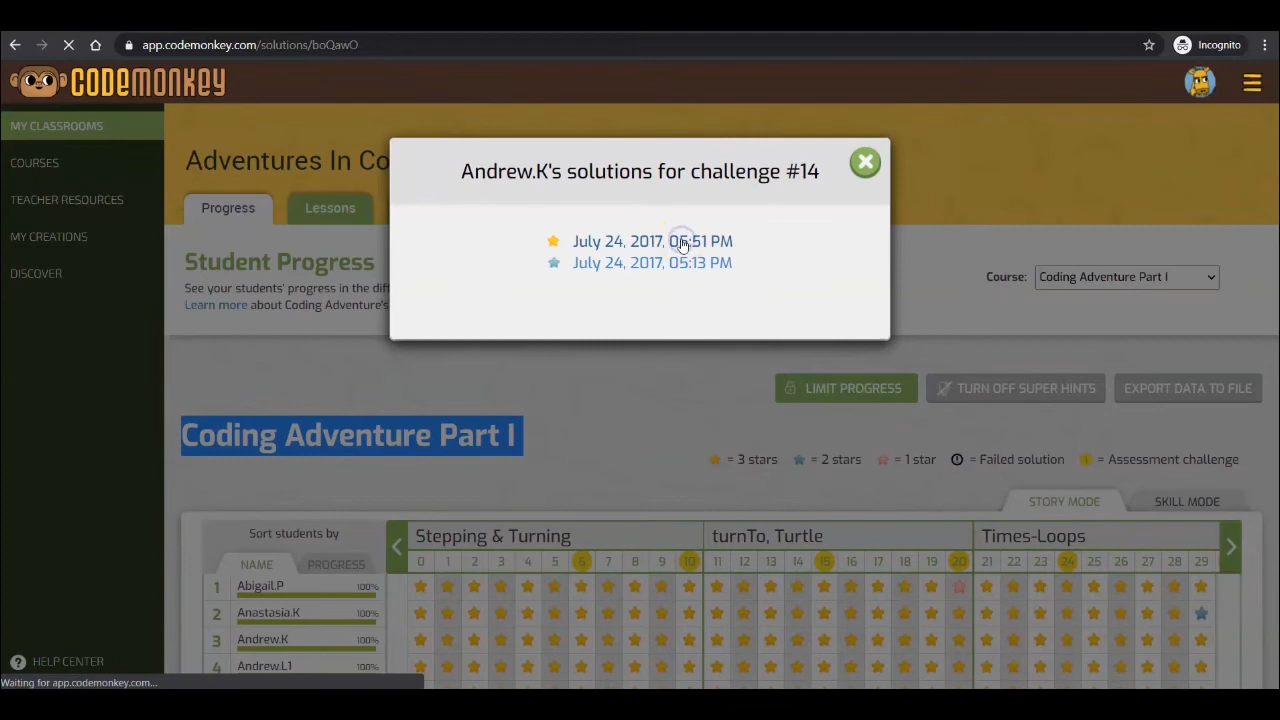 app.codemonkey.com/solutions/boQawO
Incognito
CODEMONKEY
MY CLASSROOMS
COURSES
TEACHER RESOURCES
MY CREATIONS
DISCOVER
Adventures In Co
Progress
Lessons
Student Progress
See your students' progress in the diff
Learn more about Coding Adventure's
Course: Coding Adventure Part I
Andrew.K's solutions for challenge #14
July 24, 2017, 05:51 PM
July 24, 2017, 05:13 PM
LIMIT PROGRESS
TURN OFF SUPER HINTS
EXPORT DATA TO FILE
Coding Adventure Part I
= 3 stars = 2 stars = 1 star = Failed solution = Assessment challenge
STORY MODE
SKILL MODE
Sort students by
NAME
PROGRESS
Stepping & Turning
turnTo, Turtle
Times-Loops
0 1 2 3 4 5 6 7 8 9 10 11 12 13 14 15 16 17 18 19 20 21 22 23 24 25 26 27 28 29
1 Abigail.P 100%
2 Anastasia.K 100%
3 Andrew.K 100%
4 Andrew.L1 100%
HELP CENTER
Waiting for app.codemonkey.com...